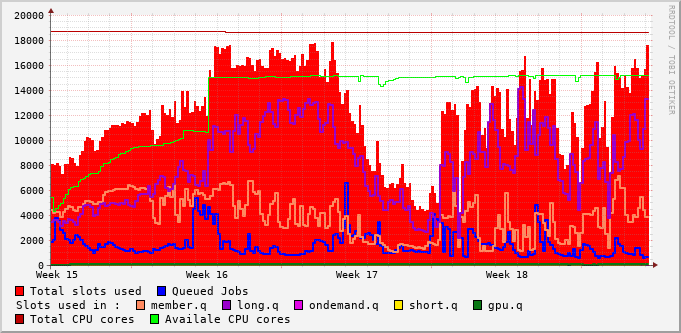 20000
18000
16000
14000
12000
10000
8000
6000
4000
2000
0
Week 15 Week 16 Week 17 Week 18
Total slots used Queued Jobs
Slots used in : member.q long.q ondemand.q short.q gpu.q
Total CPU cores Availale CPU cores
RRDTOOL / TOBI OETIKER